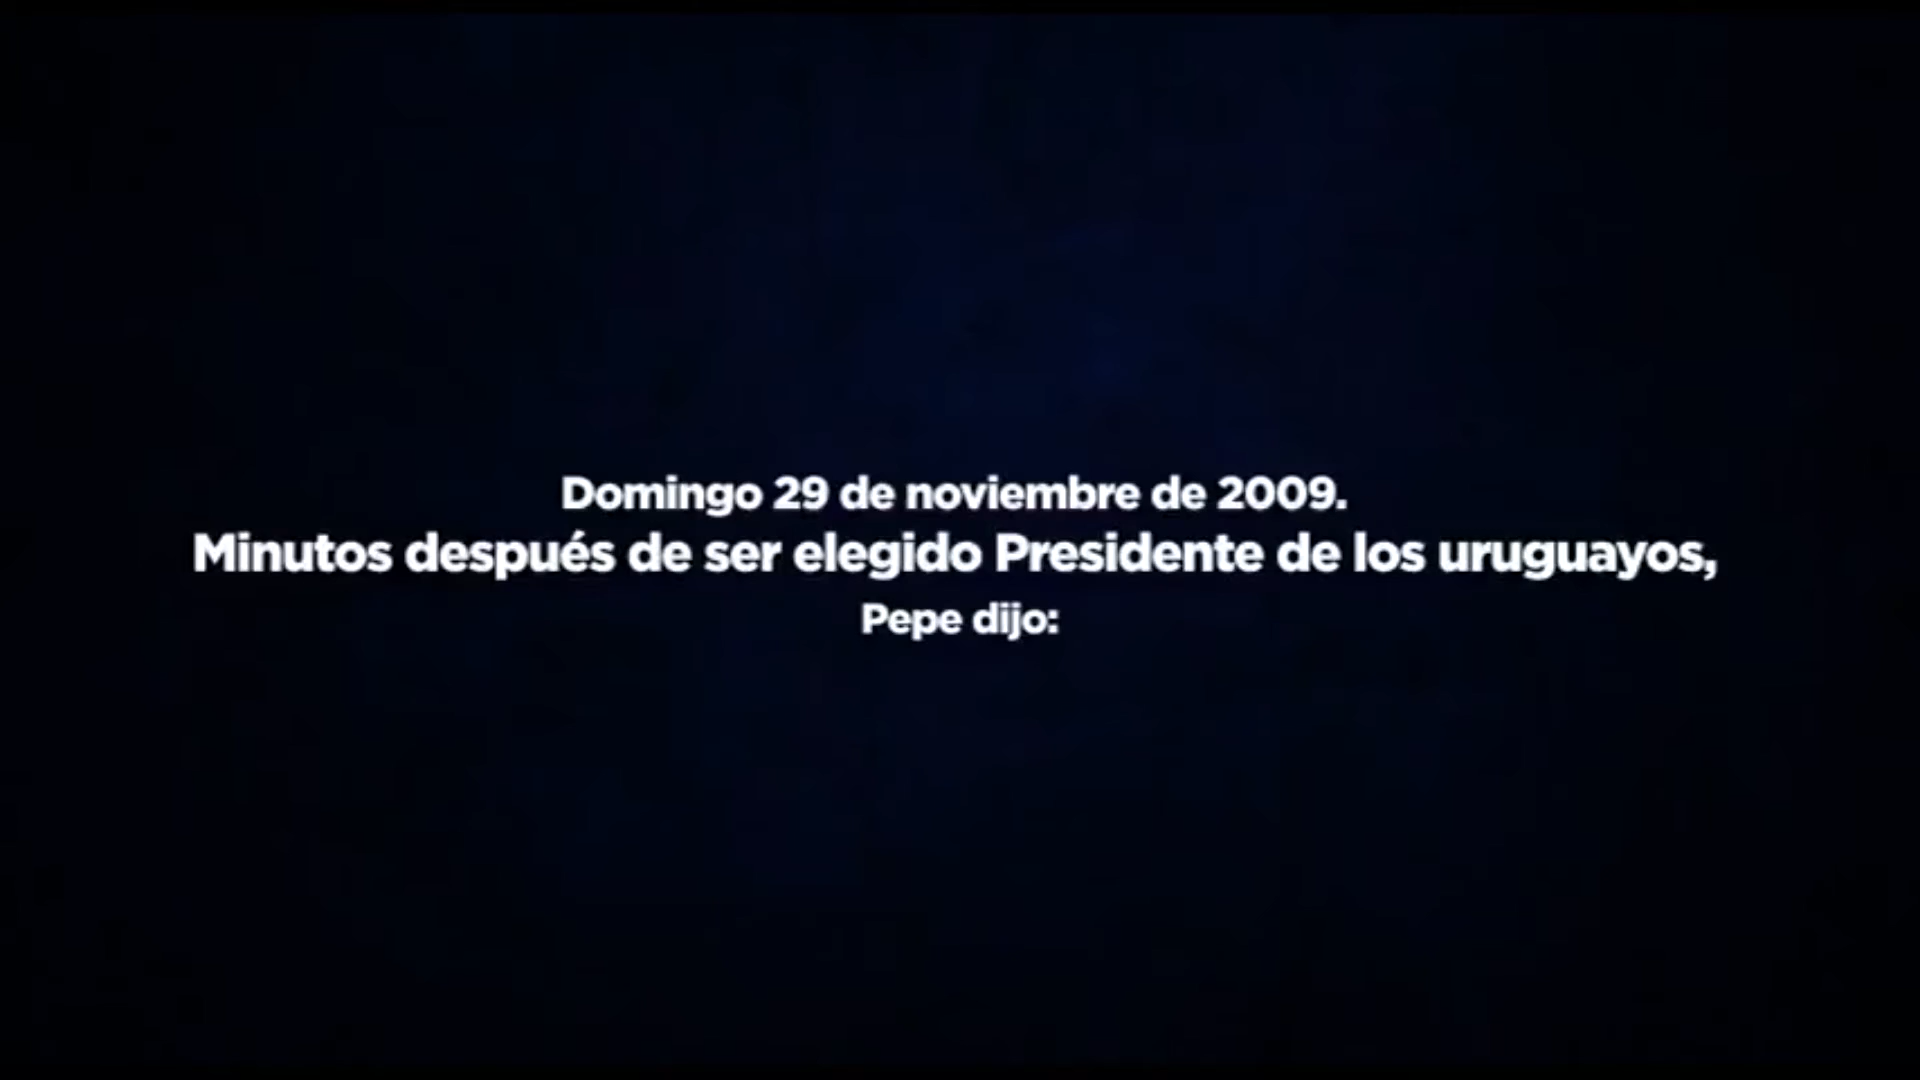 Domingo 29 de noviembre de 2009.
Minutos después de ser elegido Presidente de los uruguayos,
Pepe dijo: